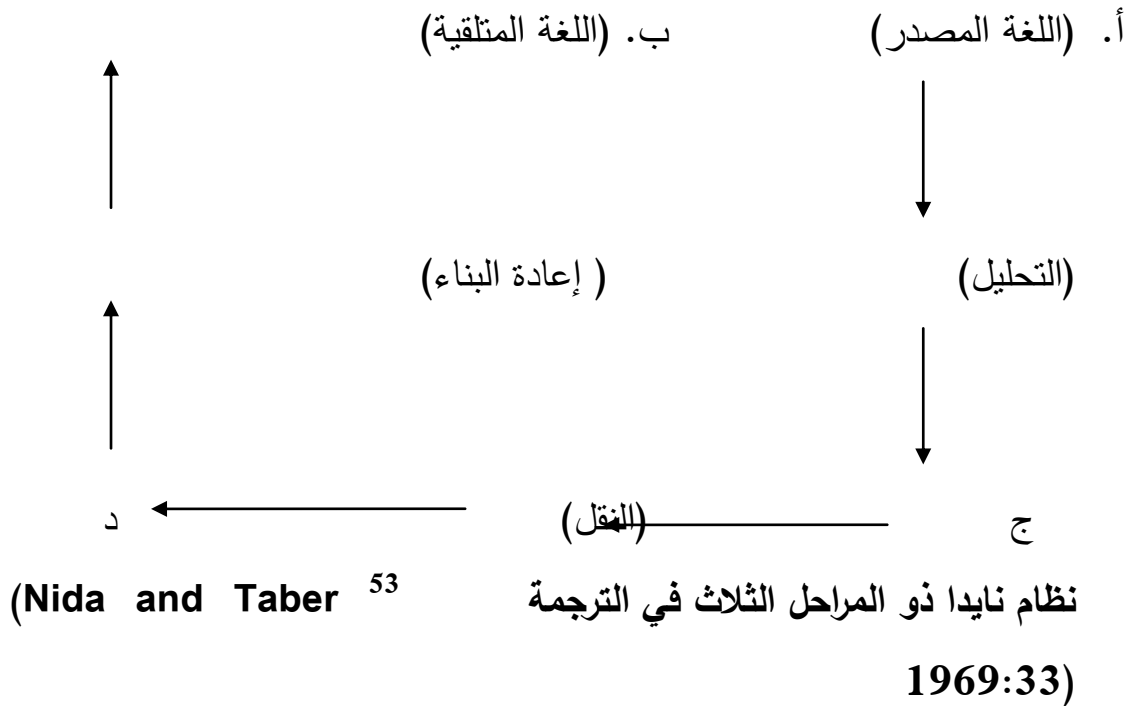 أ. (اللغة المصدر) ب. (اللغة المتلقية)
(التحليل) ( إعادة البناء)
ج (النقل) د
نظام نايدا ذو المراحل الثلاث في الترجمة 53 (Nida and Taber
1969:33)